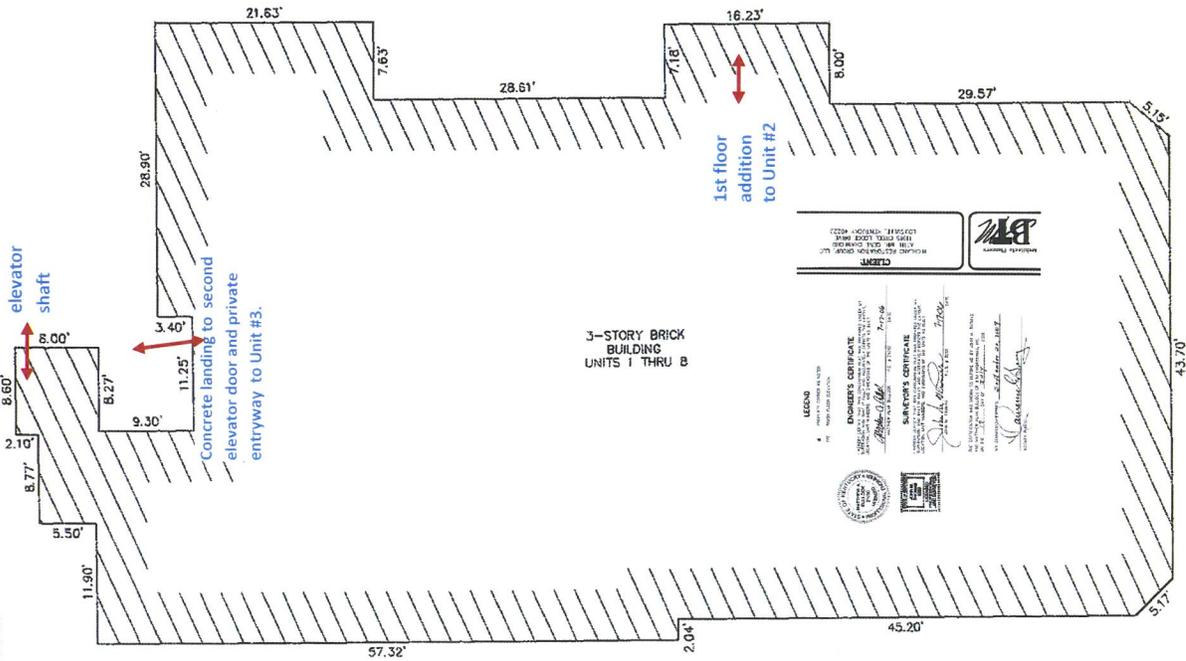 21.63'
16.23'
7.63'
7.18'
8.00'
28.61'
29.57'
5.15'
28.90'
1st floor
addition
to Unit #2
elevator
shaft
8.60'
8.27'
3.40'
11.25'
9.30'
2.10'
8.77'
5.50'
11.90'
Concrete landing to second
elevator door and private
entryway to Unit #3.
3-STORY BRICK
BUILDING
UNITS 1 THRU 8
CLIENT:
LOUISVILLE, KENTUCKY 40222
BTM
LEGEND
ENGINEER'S CERTIFICATE
SURVEYOR'S CERTIFICATE
43.70'
5.17'
45.20'
2.04'
57.32'